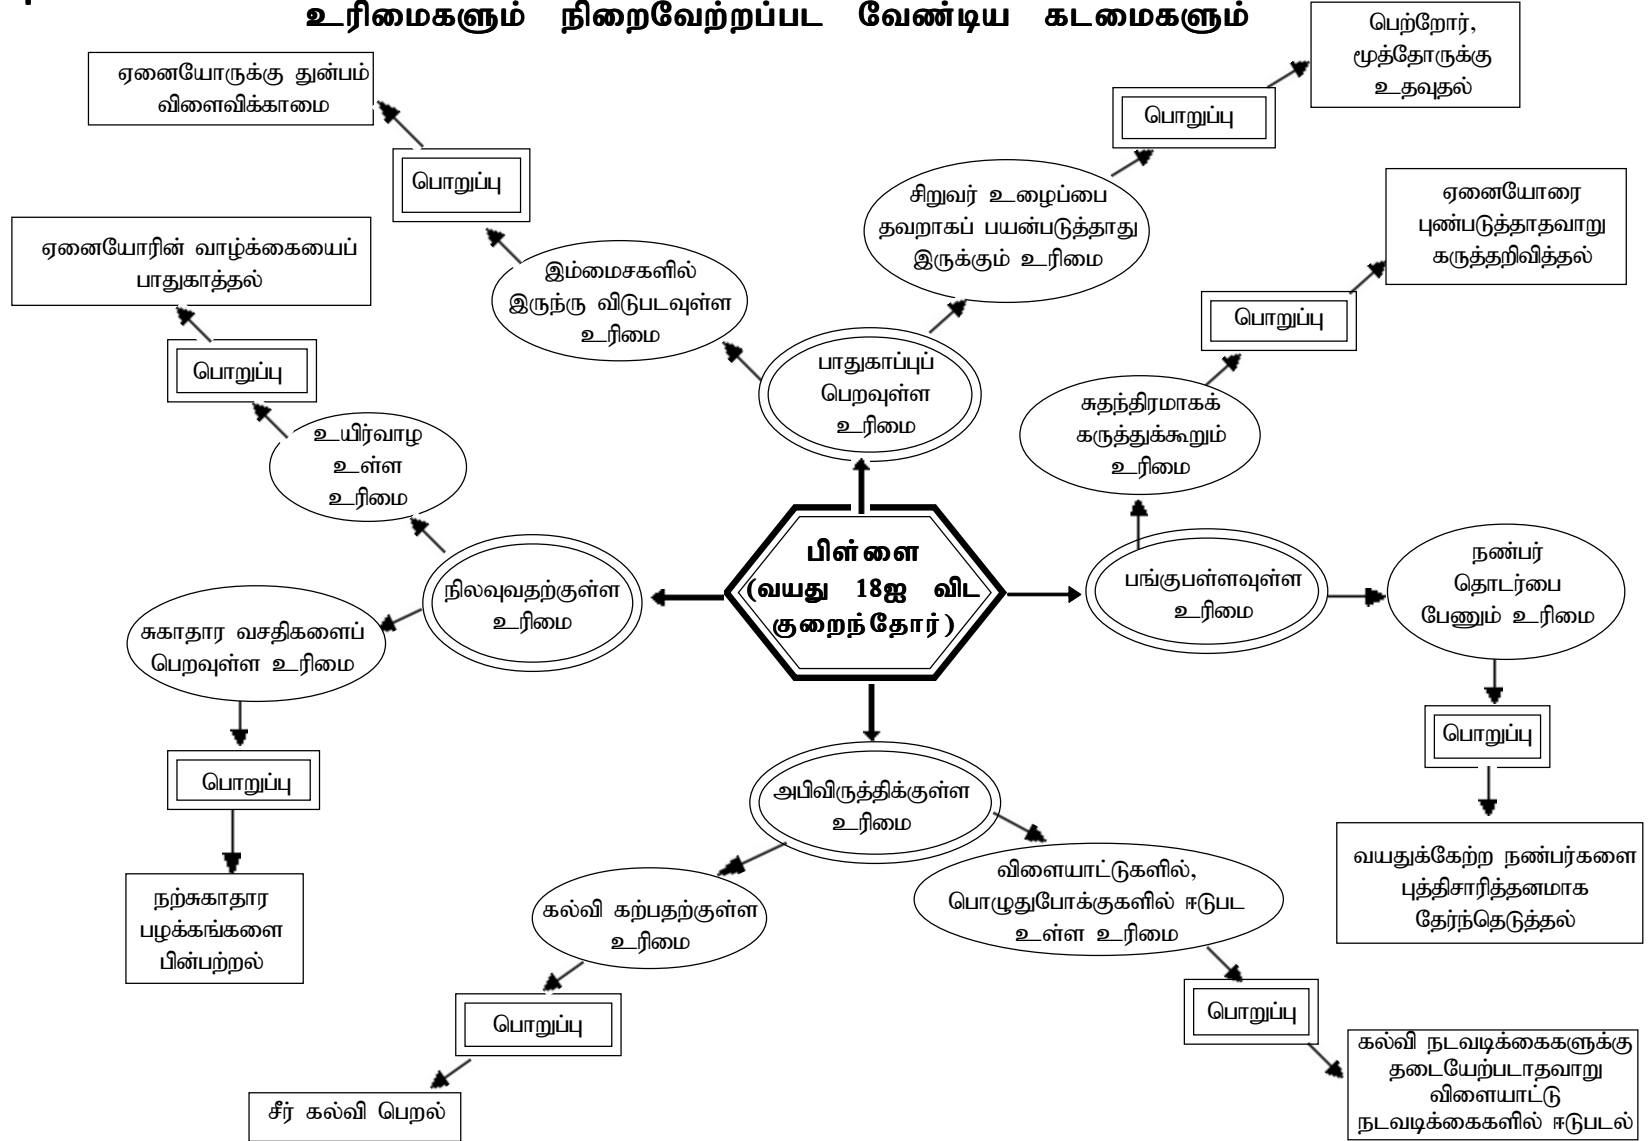 உரிமைகளும் நிறைவேற்றப்பட வேண்டிய கடமைகளும்
பெற்றோர்,
மூத்தோருக்கு
உதவுதல்
பொறுப்பு
ஏனையோருக்கு துன்பம்
விளைவிக்காமை
பொறுப்பு
சிறுவர் உழைப்பை
தவறாகப் பயன்படுத்தாது
இருக்கும் உரிமை
ஏனையோரை
புண்படுத்தாதவாறு
கருத்தறிவித்தல்
பொறுப்பு
ஏனையோரின் வாழ்க்கையைப்
பாதுகாத்தல்
பொறுப்பு
இம்மைசகளில்
இருந்ரு விடுபடவுள்ள
உரிமை
பாதுகாப்புப்
பெறவுள்ள
உரிமை
சுதந்திரமாகக்
கருத்துக்கூறும்
உரிமை
உயிர்வாழ
உள்ள
உரிமை
பிள்ளை
(வயது 18ஐ விட
குறைந்தோர்)
நிலவுவதற்குள்ள
உரிமை
பங்குபள்ளவுள்ள
உரிமை
நண்பர்
தொடர்பை
பேணும் உரிமை
சுகாதார வசதிகளைப்
பெறவுள்ள உரிமை
பொறுப்பு
பொறுப்பு
அபிவிருத்திக்குள்ள
உரிமை
நற்சுகாதார
பழக்கங்களை
பின்பற்றல்
கல்வி கற்பதற்குள்ள
உரிமை
விளையாட்டுகளில்,
பொழுதுபோக்குகளில் ஈடுபட
உள்ள உரிமை
வயதுக்கேற்ற நண்பர்களை
புத்திசாரித்தனமாக
தேர்ந்தெடுத்தல்
பொறுப்பு
பொறுப்பு
சீர் கல்வி பெறல்
கல்வி நடவடிக்கைகளுக்கு
தடையேற்படாதவாறு
விளையாட்டு
நடவடிக்கைகளில் ஈடுபடல்